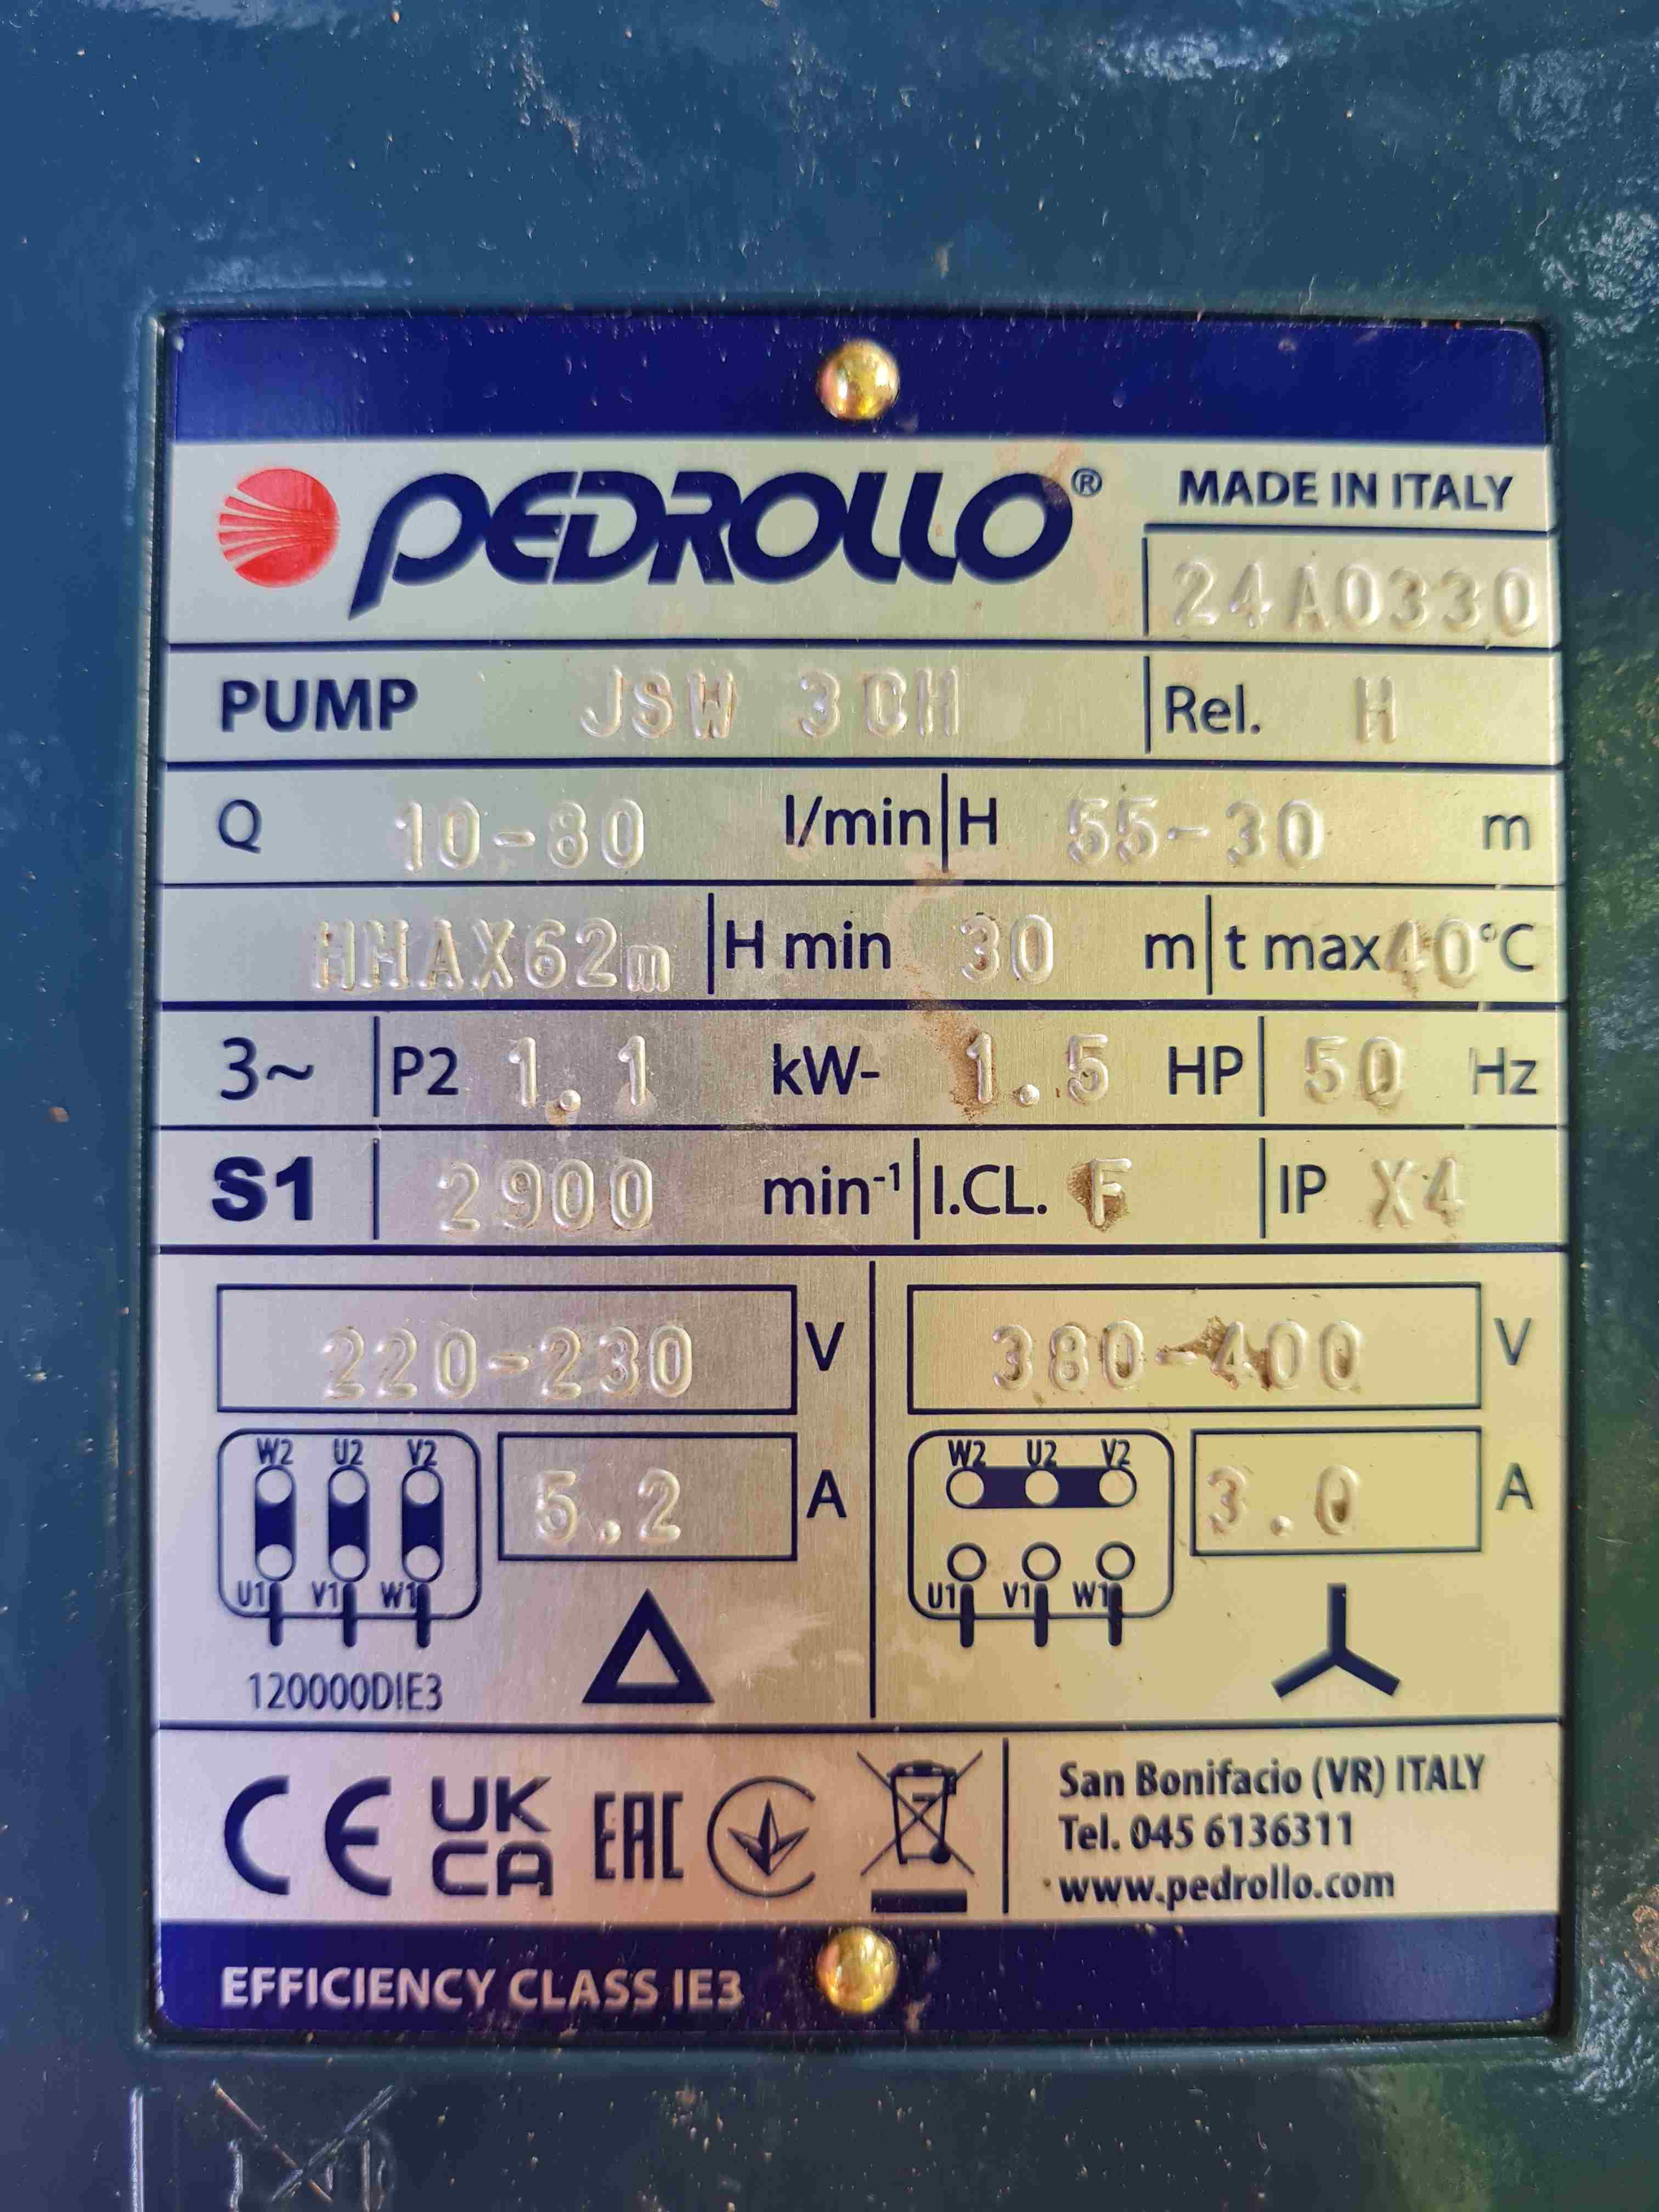 PEDROLLO® MADE IN ITALY
24A0330
PUMP JSW 3CH Rel. H
Q 10-80 l/min H 55-30 m
HMAX62m H min 30 m t max 40 °C
3~ P2 1.1 kW- 1.5 HP 50 Hz
S1 2900 min⁻¹ I.CL. F IP X4
220-230 V 380-400 V
W2 U2 V2 5.2 A W2 U2 V2 3.0 A
U1 V1 W1 U1 V1 W1
120000DIE3
CE UK CA EAC San Bonifacio (VR) ITALY
Tel. 045 6136311
www.pedrollo.com
EFFICIENCY CLASS IE3